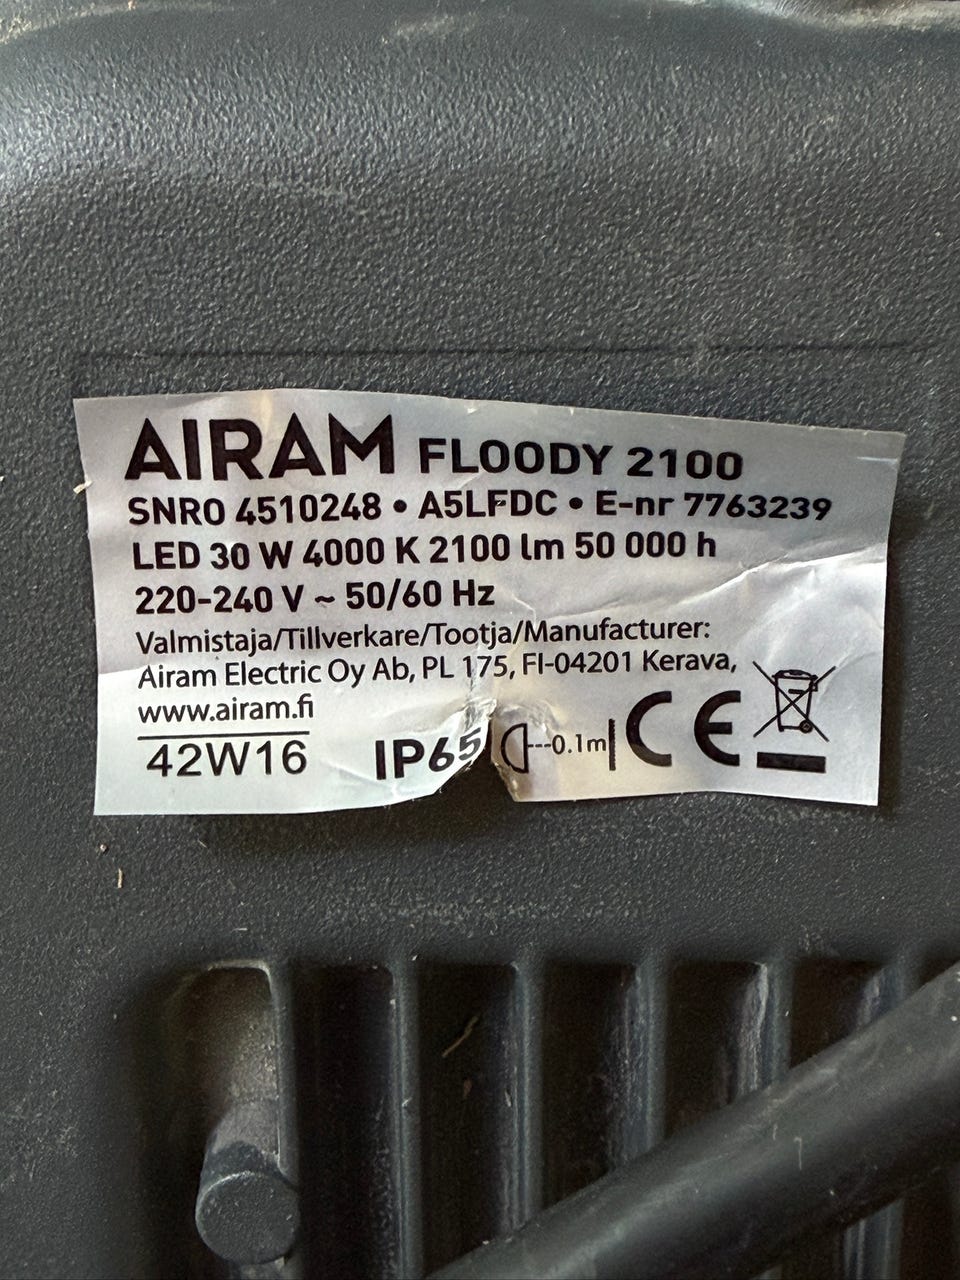 AIRAM FLOODY 2100
SNRO 4510248 • A5LFDC • E-nr 7763239
LED 30 W 4000 K 2100 lm 50 000 h
220-240 V ~ 50/60 Hz
Valmistaja/Tillverkare/Tootja/Manufacturer:
Airam Electric Oy Ab, PL 175, FI-04201 Kerava,
www.airam.fi
42W16 IP65 0.1m CE